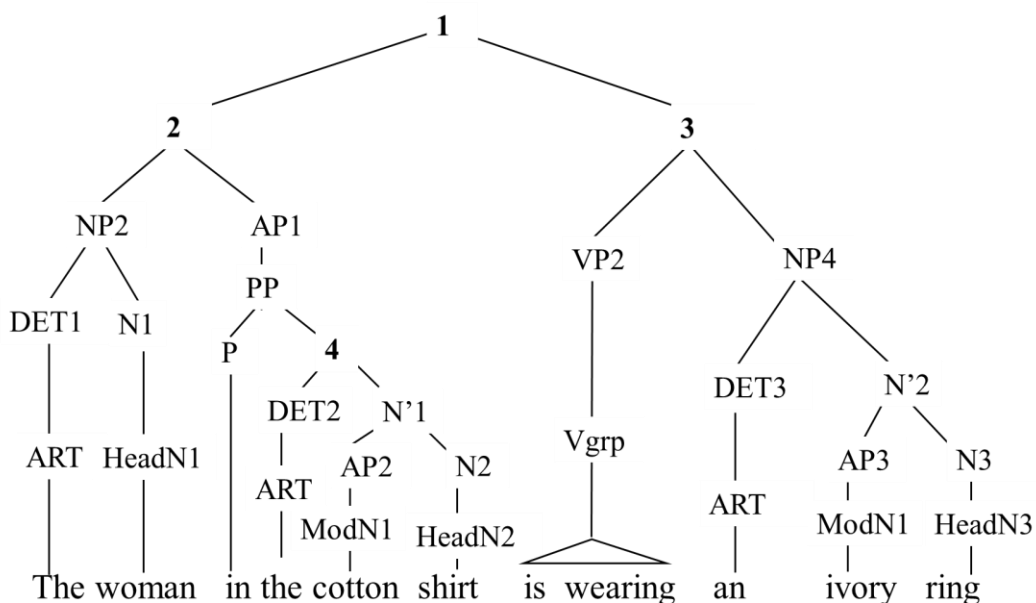 1
2 3
NP2 AP1
VP2 NP4
PP
DET1 N1
P 4
DET2 N'1 DET3 N'2
Vgrp
ART HeadN1 AP2 N2 AP3 N3
ART ART
ModN1 HeadN2 ModN1 HeadN3
The woman in the cotton shirt is wearing an ivory ring